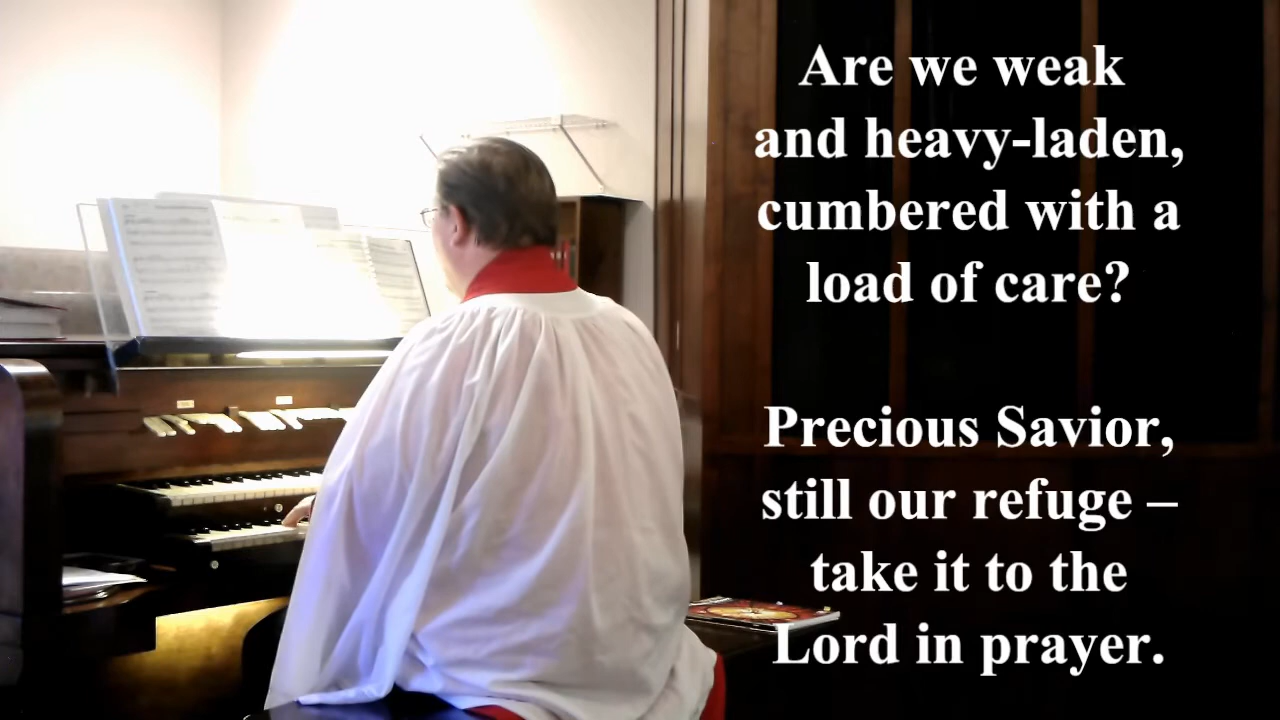 Are we weak
and heavy-laden,
cumbered with a
load of care?
Precious Savior,
still our refuge –
take it to the
Lord in prayer.